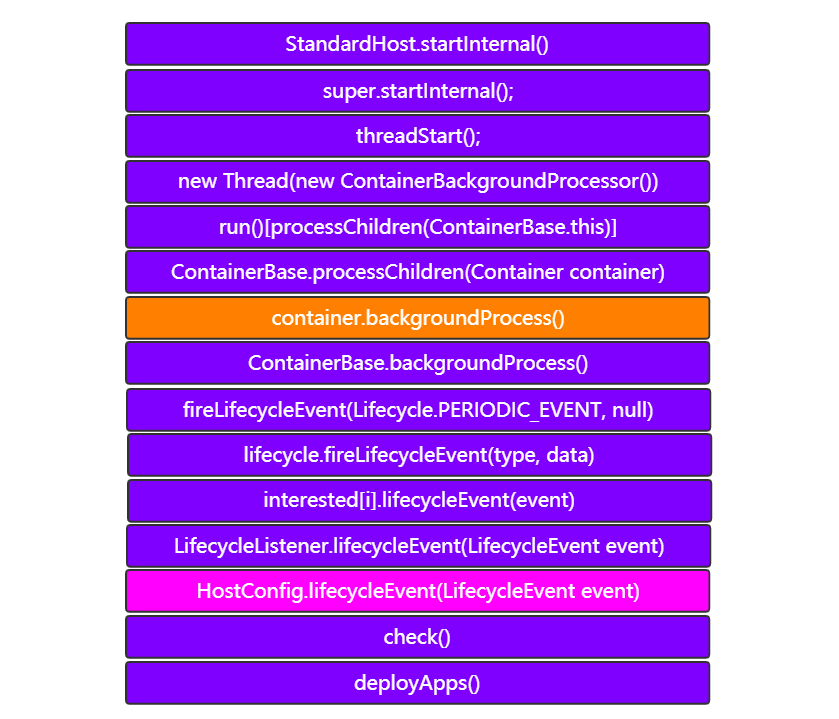 StandardHost.startInternal()
super.startInternal();
threadStart();
new Thread(new ContainerBackgroundProcessor())
run()[processChildren(ContainerBase.this)]
ContainerBase.processChildren(Container container)
container.backgroundProcess()
ContainerBase.backgroundProcess()
fireLifecycleEvent(Lifecycle.PERIODIC_EVENT, null)
lifecycle.fireLifecycleEvent(type, data)
interested[i].lifecycleEvent(event)
LifecycleListener.lifecycleEvent(LifecycleEvent event)
HostConfig.lifecycleEvent(LifecycleEvent event)
check()
deployApps()